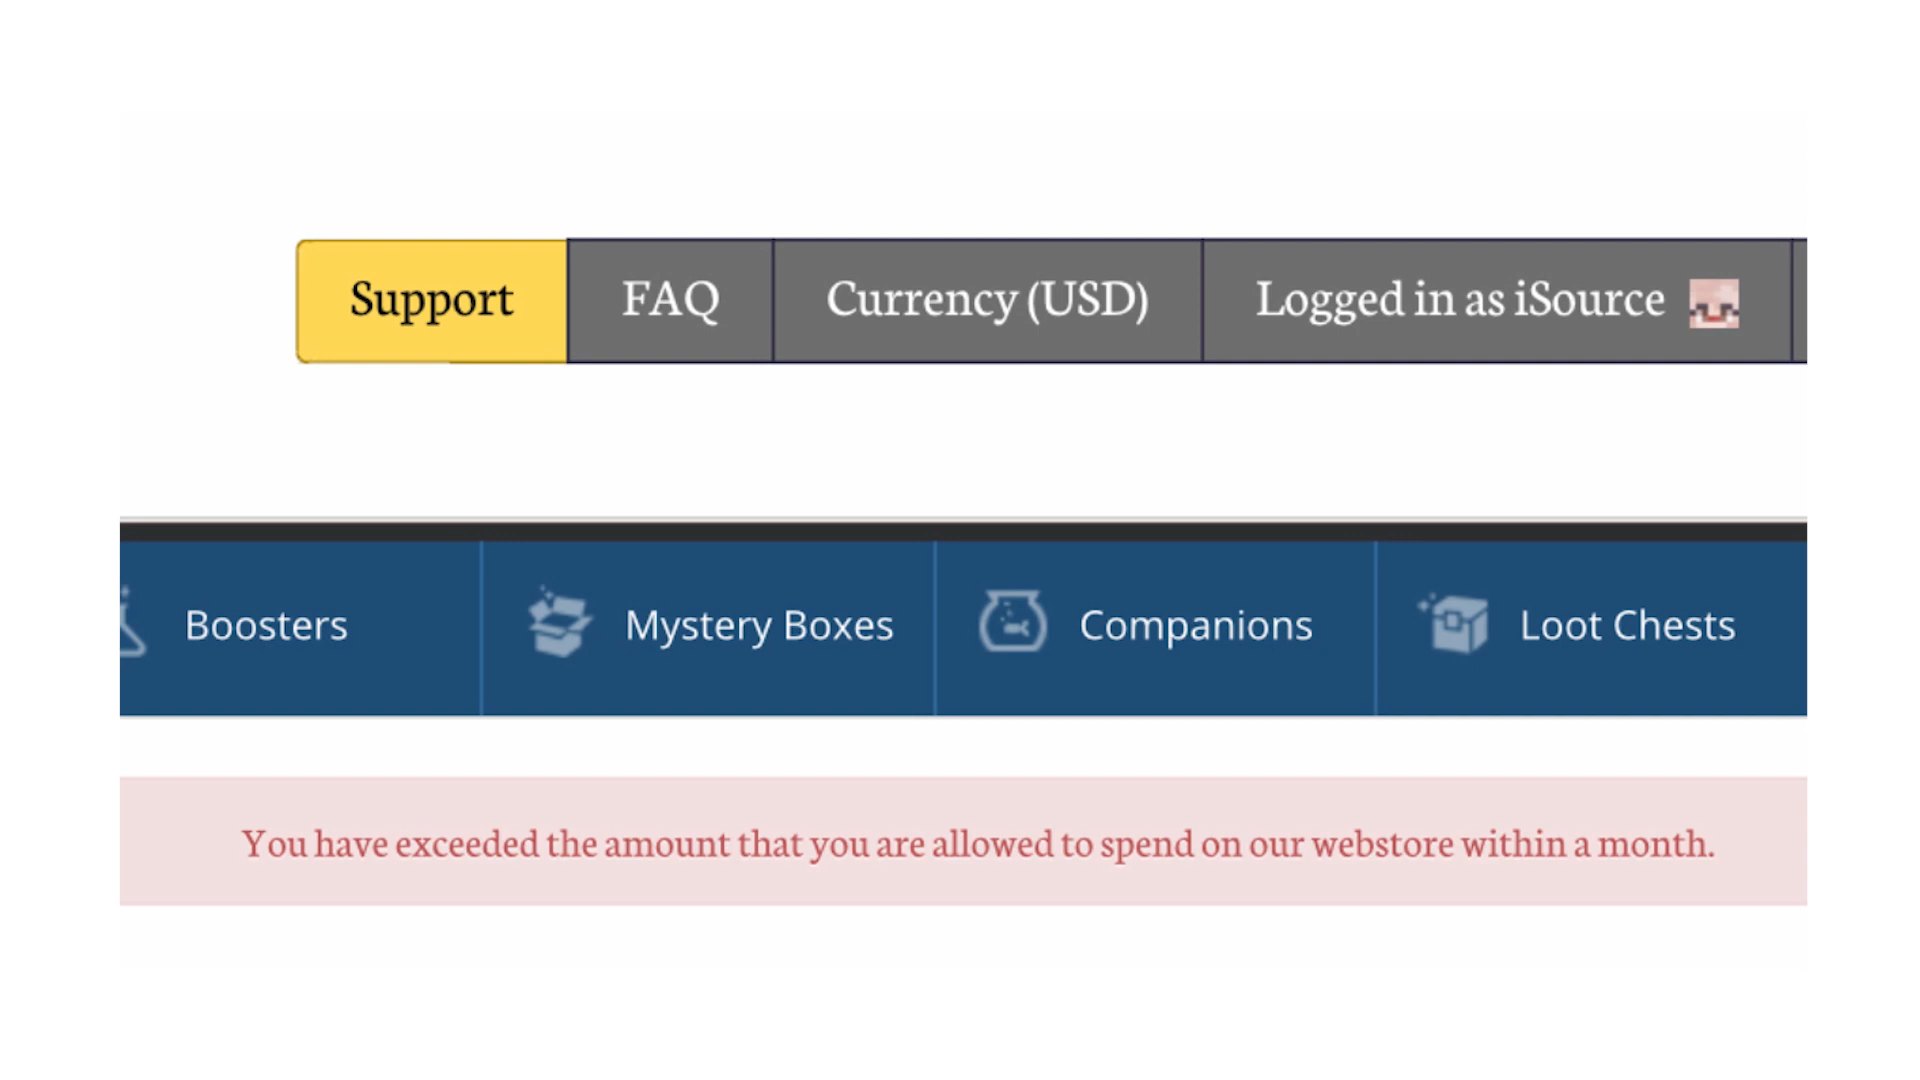 Support FAQ Currency (USD) Logged in as iSource
Boosters Mystery Boxes Companions Loot Chests
You have exceeded the amount that you are allowed to spend on our webstore within a month.